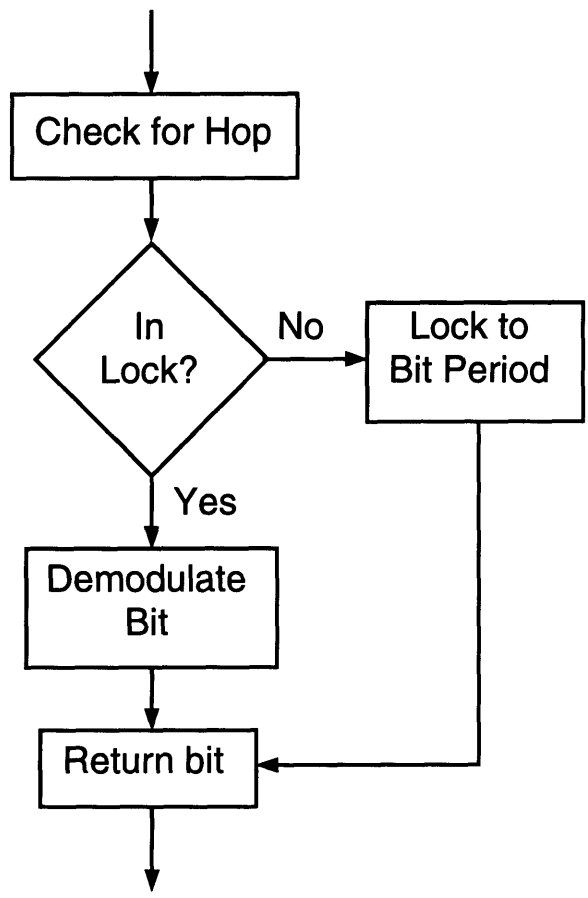 Check for Hop
In
Lock?
No
Lock to
Bit Period
Yes
Demodulate
Bit
Return bit